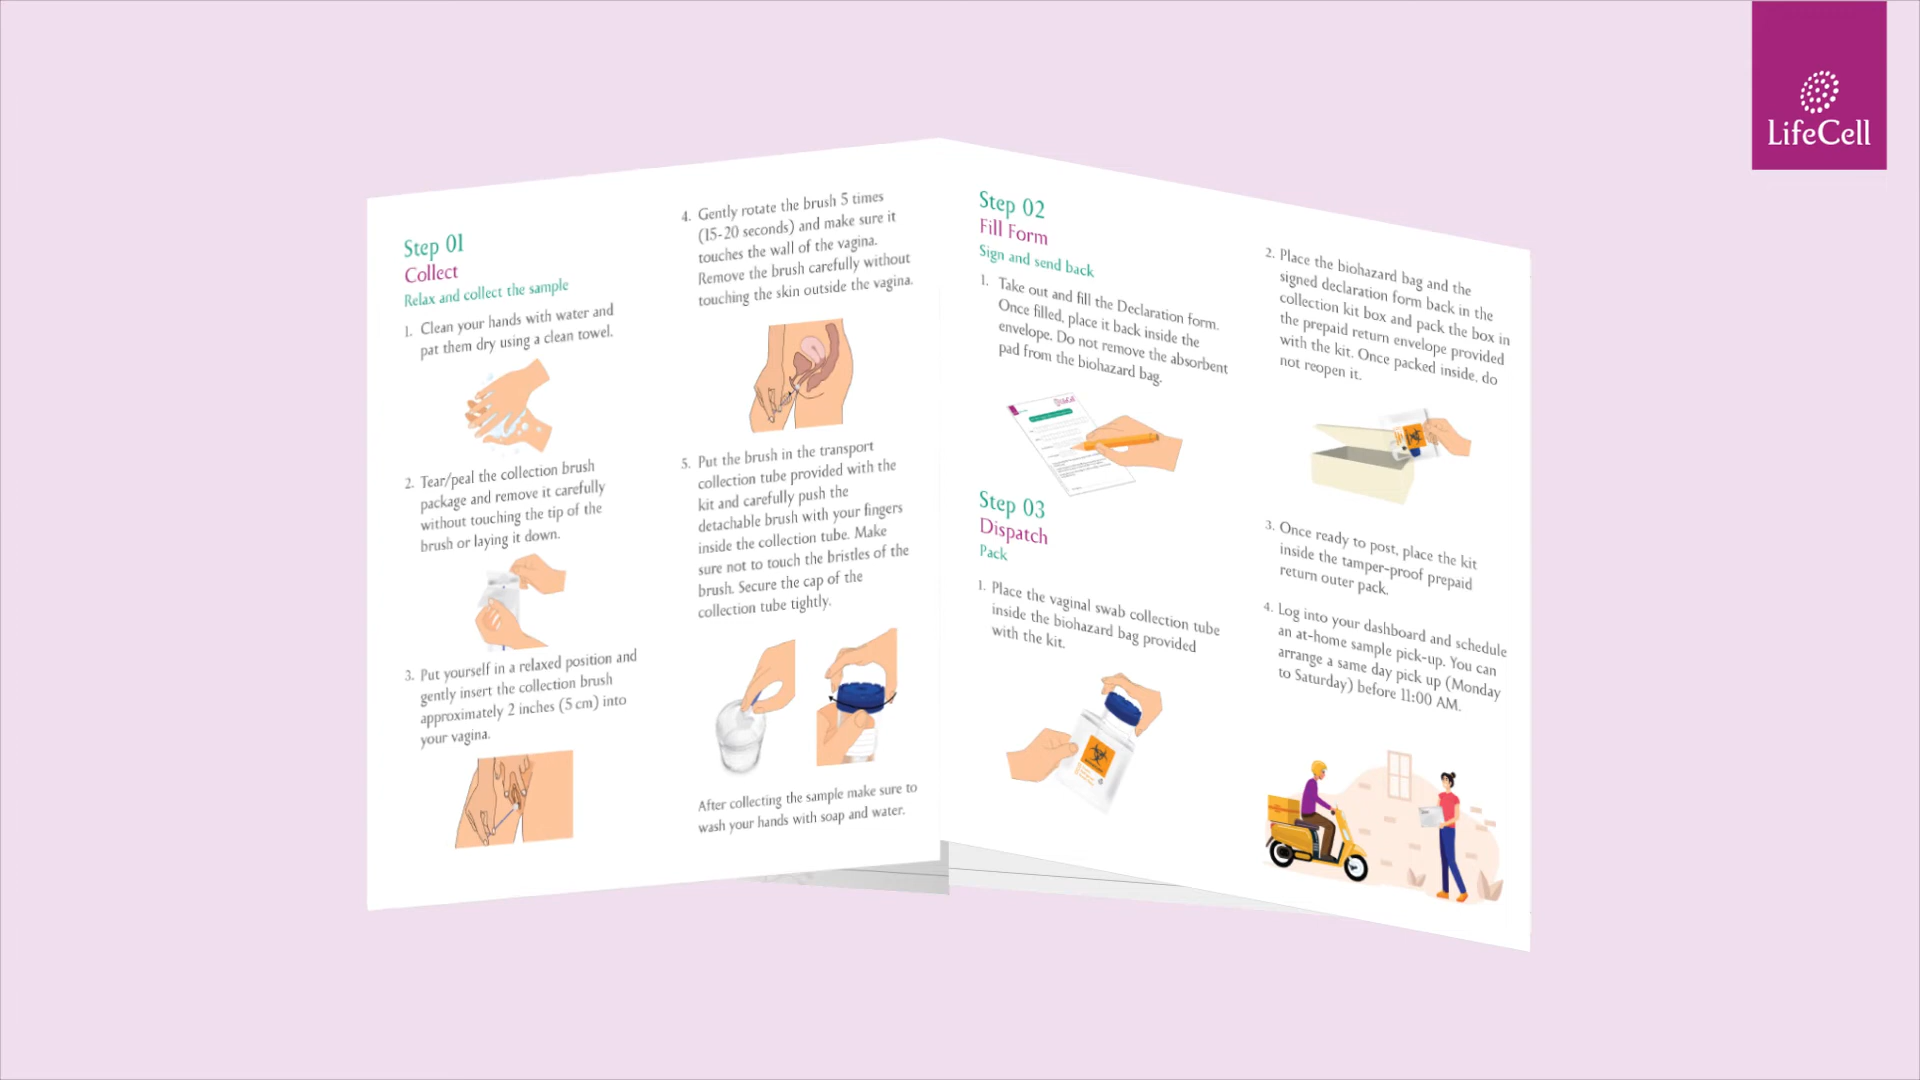 LifeCell
Step 01
Collect
Relax and collect the sample
1. Clean your hands with water and
pat them dry using a clean towel.
2. Tear/peal the collection brush
package and remove it carefully
without touching the tip of the
brush or laying it down.
3. Put yourself in a relaxed position and
gently insert the collection brush
approximately 2 inches (5 cm) into
your vagina.
4. Gently rotate the brush 5 times
(15-20 seconds) and make sure it
touches the wall of the vagina.
Remove the brush carefully without
touching the skin outside the vagina.
5. Put the brush in the transport
collection tube provided with the
kit and carefully push the
detachable brush with your fingers
inside the collection tube. Make
sure not to touch the bristles of the
brush. Secure the cap of the
collection tube tightly.
After collecting the sample make sure to
wash your hands with soap and water.
Step 02
Fill Form
Sign and send back
1. Take out and fill the Declaration form.
Once filled, place it back inside the
envelope. Do not remove the absorbent
pad from the biohazard bag.
Step 03
Dispatch
Pack
1. Place the vaginal swab collection tube
inside the biohazard bag provided
with the kit.
2. Place the biohazard bag and the
signed declaration form back in the
collection kit box and pack the box in
the prepaid return envelope provided
with the kit. Once packed inside, do
not reopen it.
3. Once ready to post, place the kit
inside the tamper-proof prepaid
return outer pack.
4. Log into your dashboard and schedule
an at-home sample pick-up. You can
arrange a same day pick up (Monday
to Saturday) before 11:00 AM.